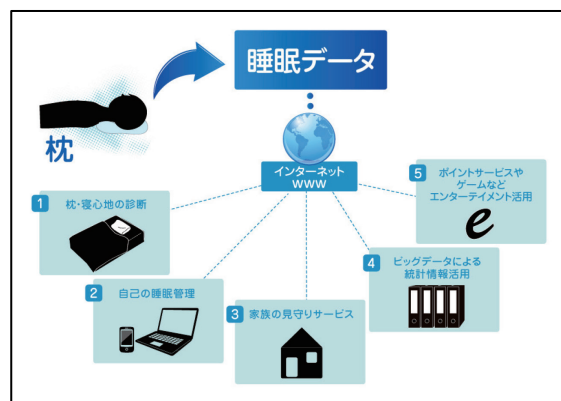 睡眠データ
枕
インターネット
WWW
1 枕・寝心地の診断
2 自己の睡眠管理
3 家族の見守りサービス
4 ビッグデータによる
統計情報活用
5 ポイントサービスや
ゲームなど
エンターテイメント活用
e